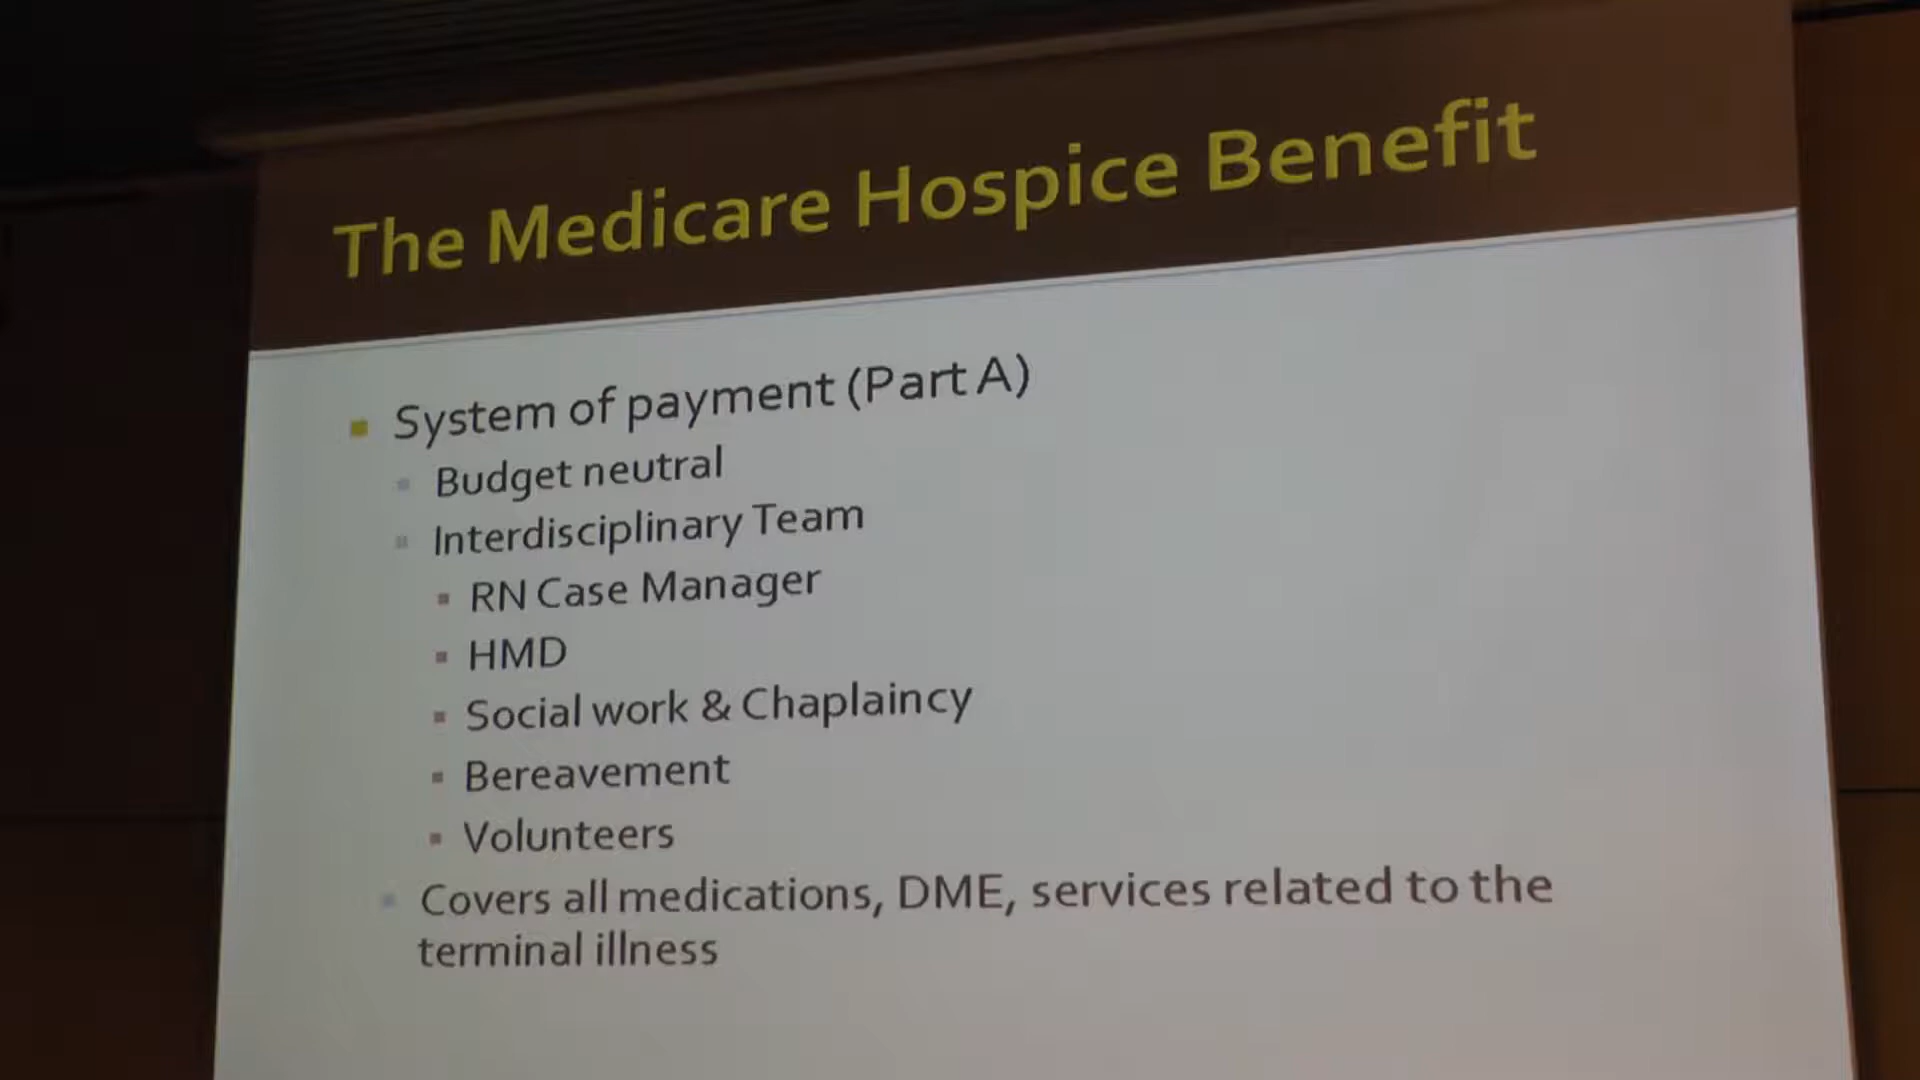 The Medicare Hospice Benefit
System of payment (Part A)
Budget neutral
Interdisciplinary Team
RN Case Manager
HMD
Social work & Chaplaincy
Bereavement
Volunteers
Covers all medications, DME, services related to the
terminal illness